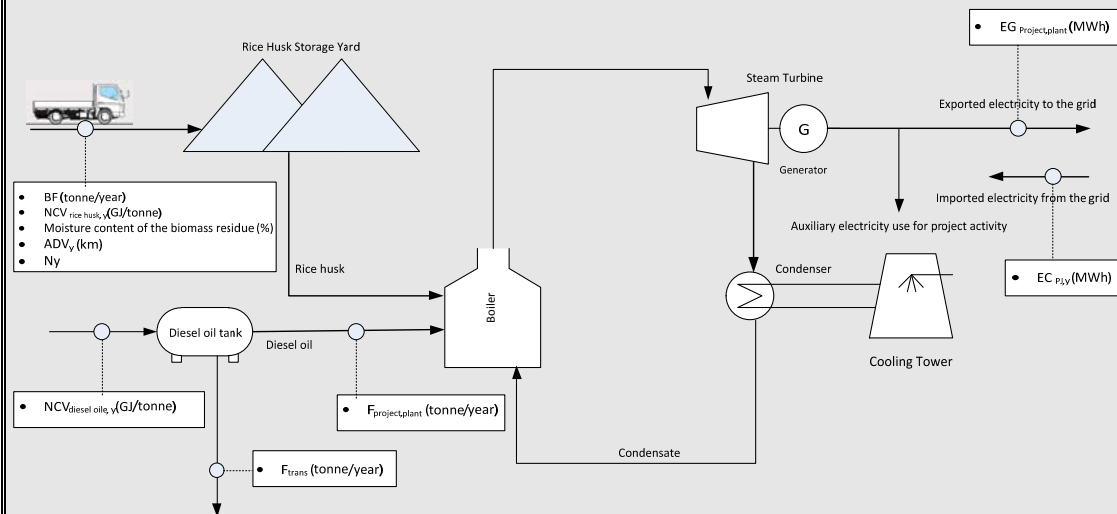 EG Project,plant (MWh)
Rice Husk Storage Yard
Steam Turbine
Exported electricity to the grid
G
Generator
Imported electricity from the grid
Auxiliary electricity use for project activity
BF (tonne/year)
NCV rice husk, y (GJ/tonne)
Moisture content of the biomass residue (%)
ADVy (km)
Ny
Rice husk
Boiler
Condenser
EC PJ,y (MWh)
Diesel oil tank
Diesel oil
Cooling Tower
NCVdiesel oile, y (GJ/tonne)
Fproject,plant (tonne/year)
Condensate
Ftrans (tonne/year)